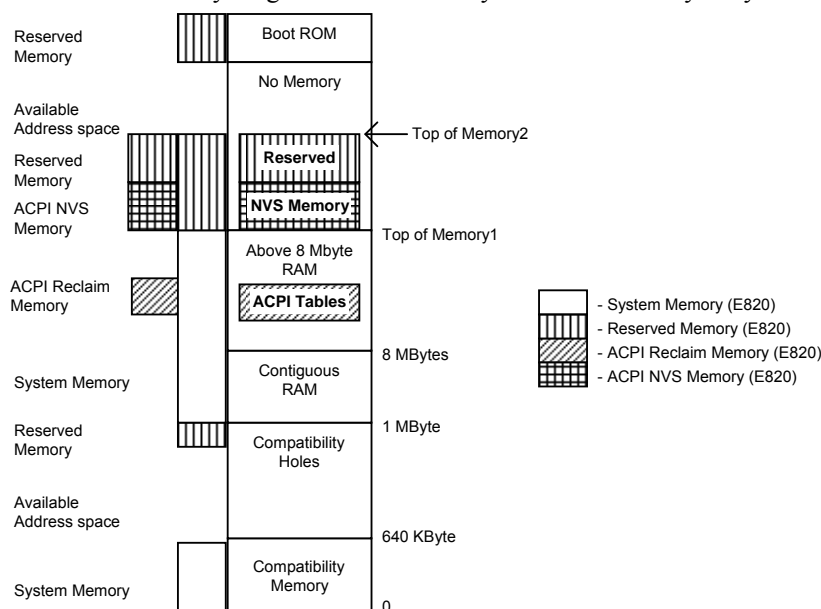 Reserved
Memory
Available
Address space
Reserved
Memory
ACPI NVS
Memory
ACPI Reclaim
Memory
System Memory
Reserved
Memory
Available
Address space
System Memory
Boot ROM
No Memory
Reserved
NVS Memory
Above 8 Mbyte
RAM
ACPI Tables
Contiguous
RAM
Compatibility
Holes
Compatibility
Memory
Top of Memory2
Top of Memory1
8 MBytes
1 MByte
640 KByte
0
- System Memory (E820)
- Reserved Memory (E820)
- ACPI Reclaim Memory (E820)
- ACPI NVS Memory (E820)